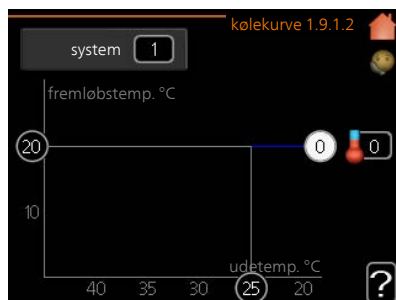 kølekurve 1.9.1.2
system 1
fremløbstemp. °C
20 0 0
10
udetemp. °C
40 35 30 25 20
?